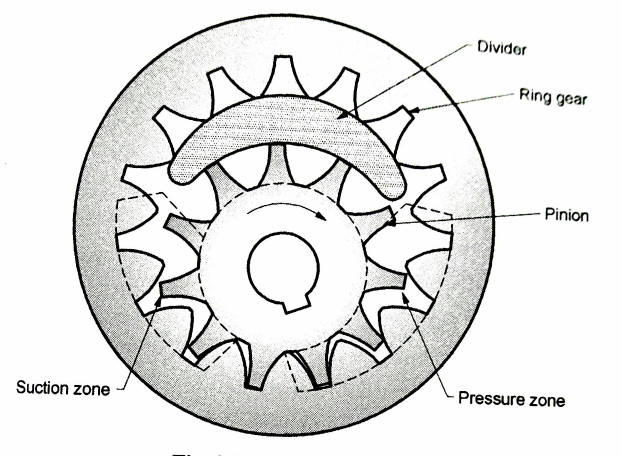 Divider
Ring gear
Pinion
Suction zone
Pressure zone